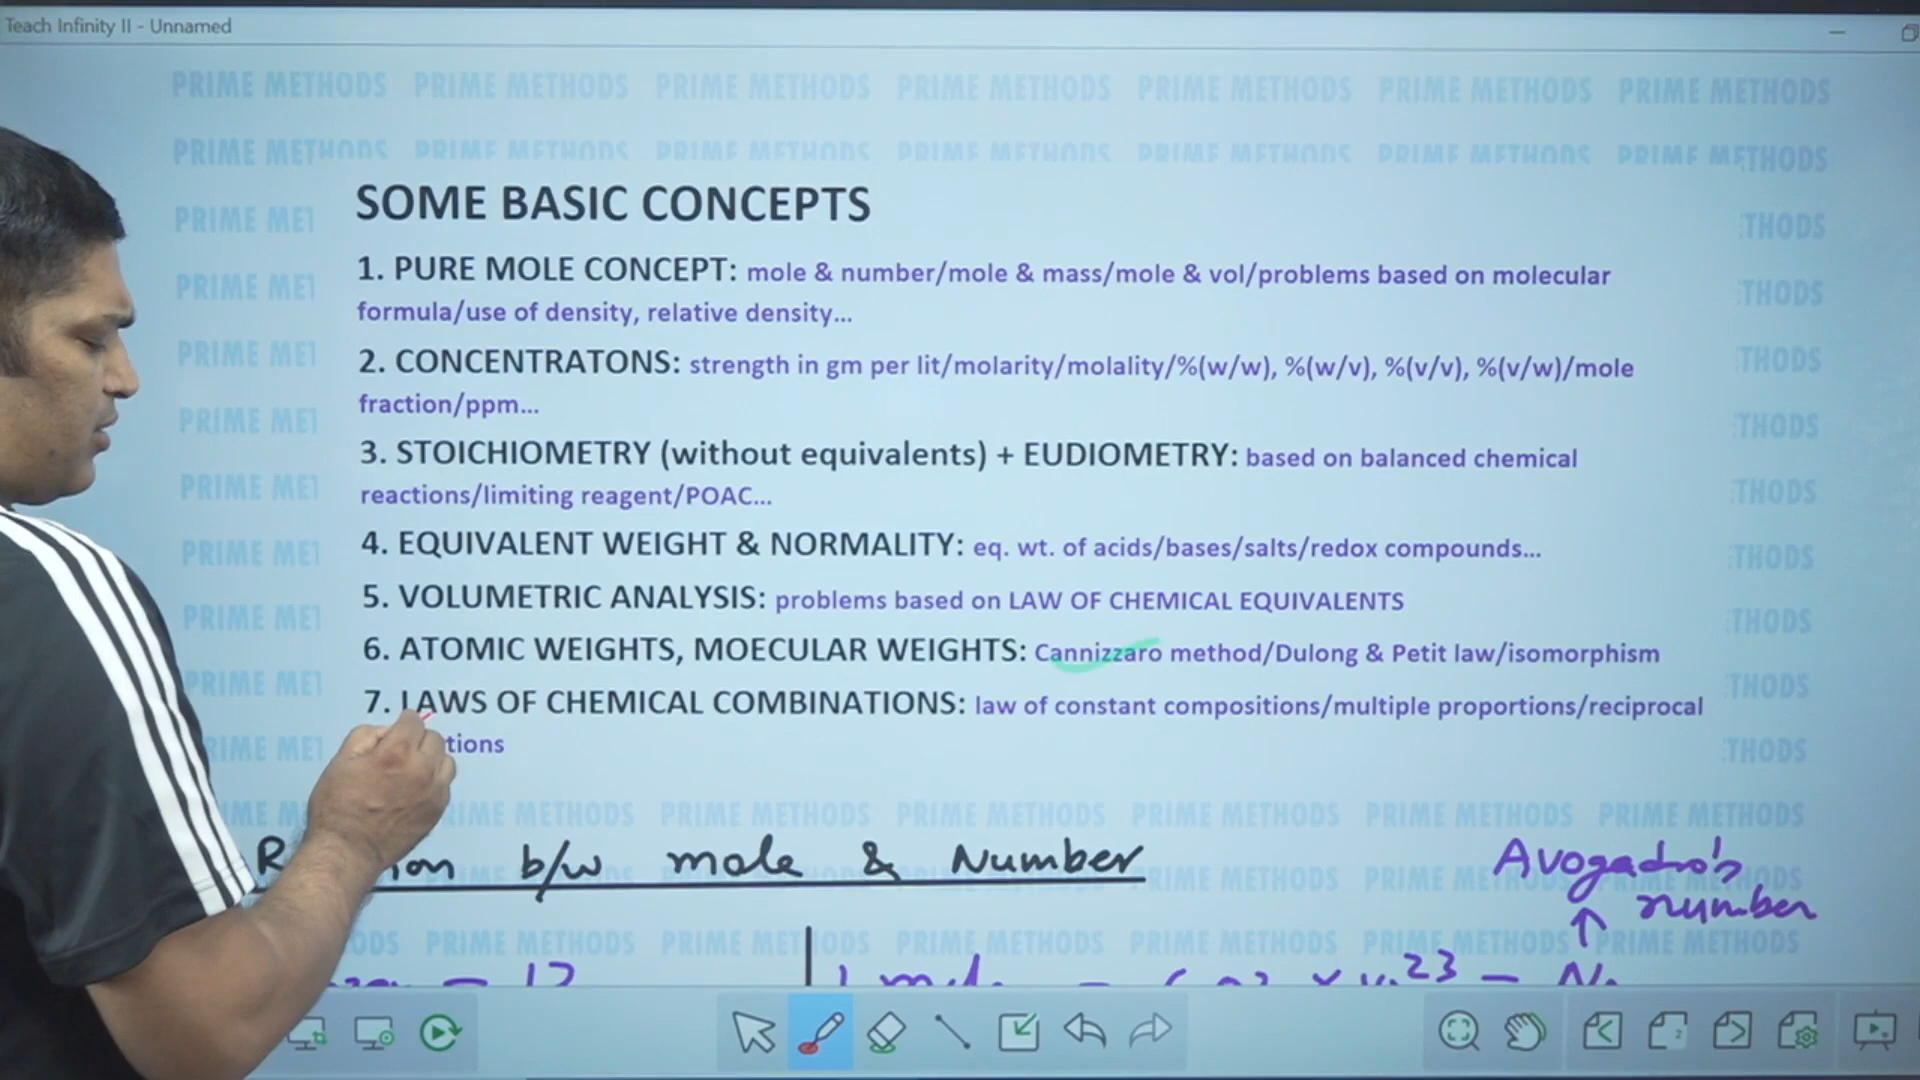 Teach Infinity II - Unnamed
PRIME METHODS PRIME METHODS PRIME METHODS PRIME METHODS PRIME METHODS PRIME METHODS PRIME METHODS
SOME BASIC CONCEPTS
1. PURE MOLE CONCEPT: mole & number/mole & mass/mole & vol/problems based on molecular
formula/use of density, relative density...
2. CONCENTRATONS: strength in gm per lit/molarity/molality/%(w/w), %(w/v), %(v/v), %(v/w)/mole
fraction/ppm...
3. STOICHIOMETRY (without equivalents) + EUDIOMETRY: based on balanced chemical
reactions/limiting reagent/POAC...
4. EQUIVALENT WEIGHT & NORMALITY: eq. wt. of acids/bases/salts/redox compounds...
5. VOLUMETRIC ANALYSIS: problems based on LAW OF CHEMICAL EQUIVALENTS
6. ATOMIC WEIGHTS, MOECULAR WEIGHTS: Cannizzaro method/Dulong & Petit law/isomorphism
7. LAWS OF CHEMICAL COMBINATIONS: law of constant compositions/multiple proportions/reciprocal
tions
b/w mole & Number
Avogadro's
number